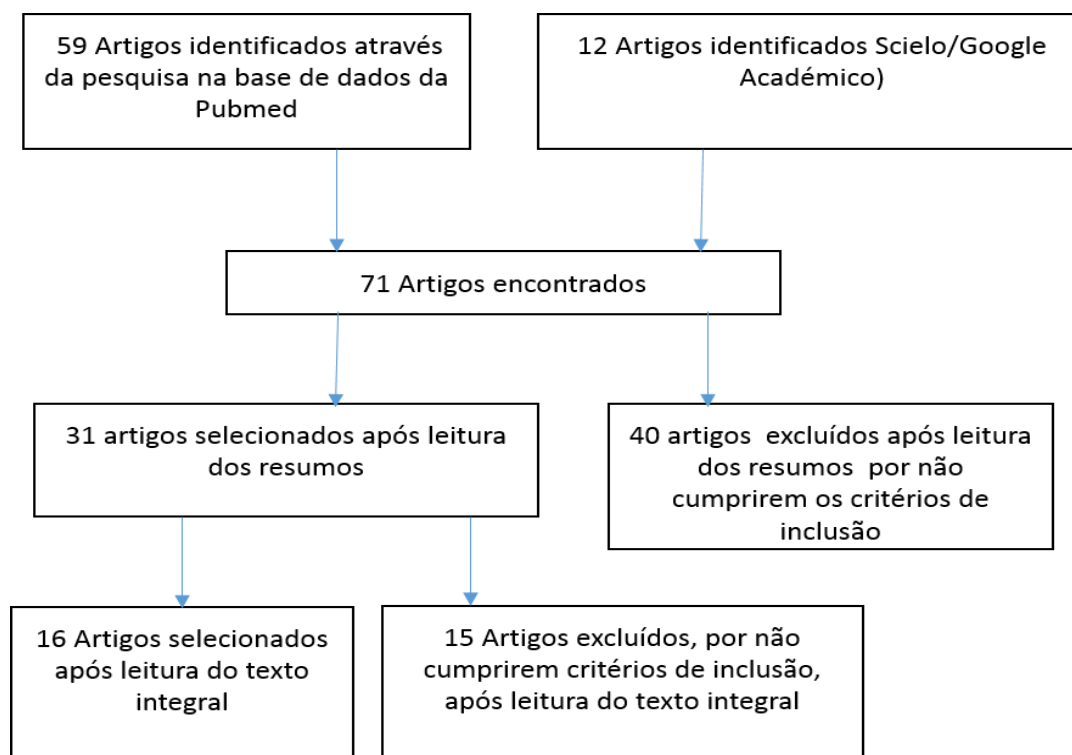 59 Artigos identificados através
da pesquisa na base de dados da
Pubmed
12 Artigos identificados Scielo/Google
Académico)
71 Artigos encontrados
31 artigos selecionados após leitura
dos resumos
40 artigos excluídos após leitura
dos resumos por não
cumprirem os critérios de
inclusão
16 Artigos selecionados
após leitura do texto
integral
15 Artigos excluídos, por não
cumprirem critérios de inclusão,
após leitura do texto integral